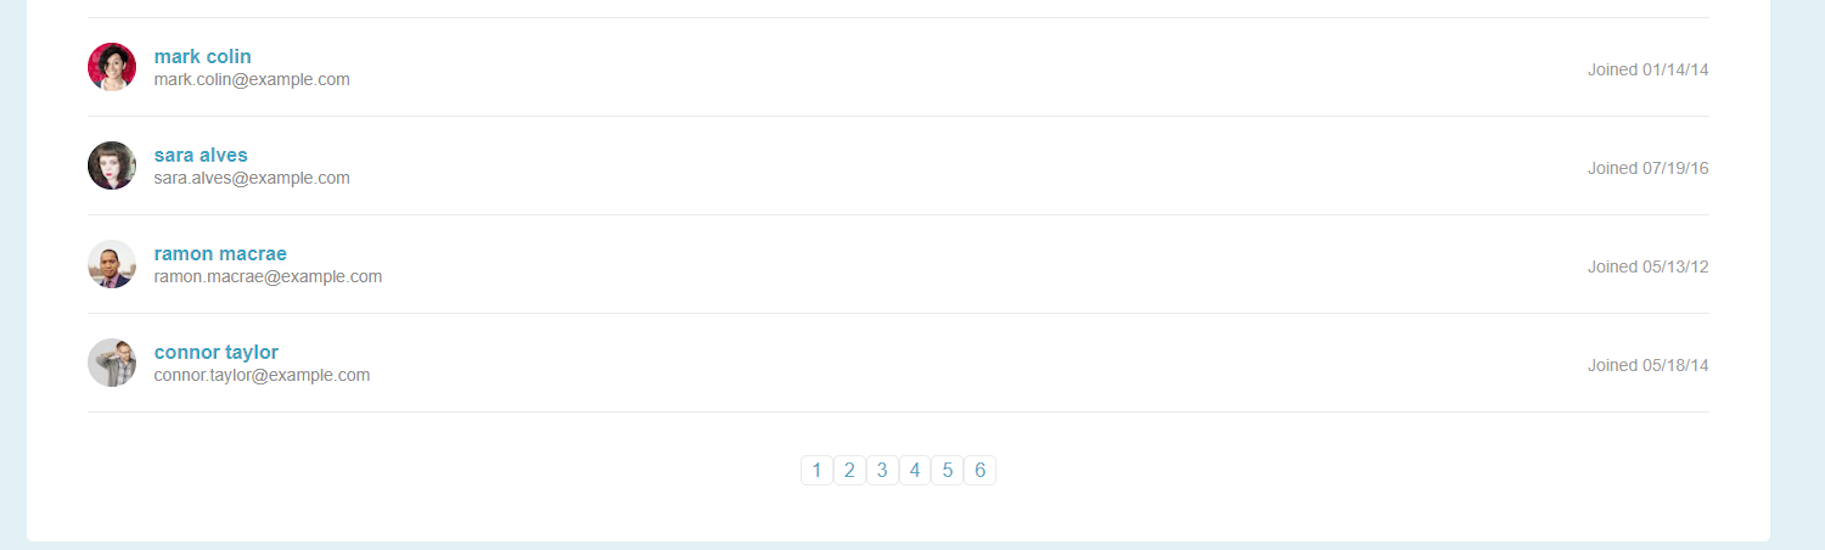 mark colin
mark.colin@example.com
Joined 01/14/14
sara alves
sara.alves@example.com
Joined 07/19/16
ramon macrae
ramon.macrae@example.com
Joined 05/13/12
connor taylor
connor.taylor@example.com
Joined 05/18/14
1 2 3 4 5 6